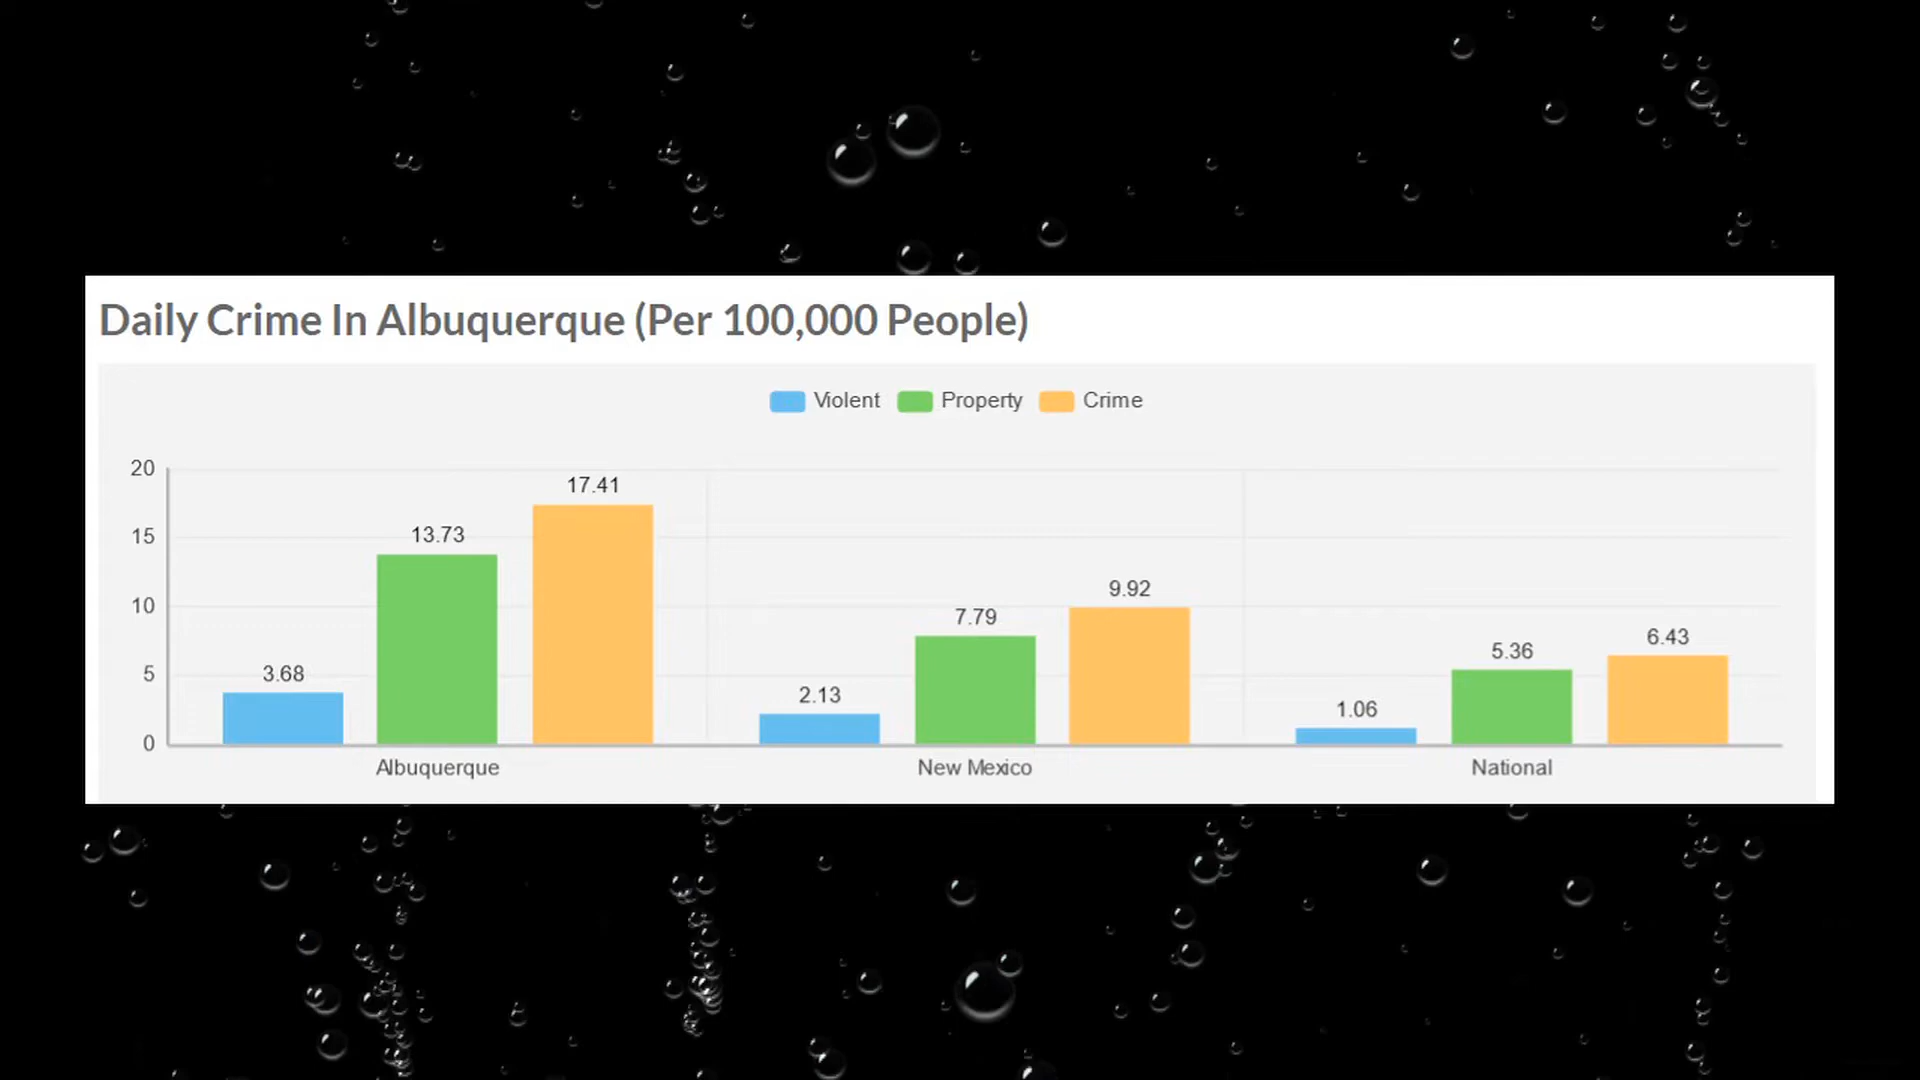 Daily Crime In Albuquerque (Per 100,000 People)
Violent Property Crime
20
15
10
5
0
3.68
13.73
17.41
2.13
7.79
9.92
1.06
5.36
6.43
Albuquerque
New Mexico
National